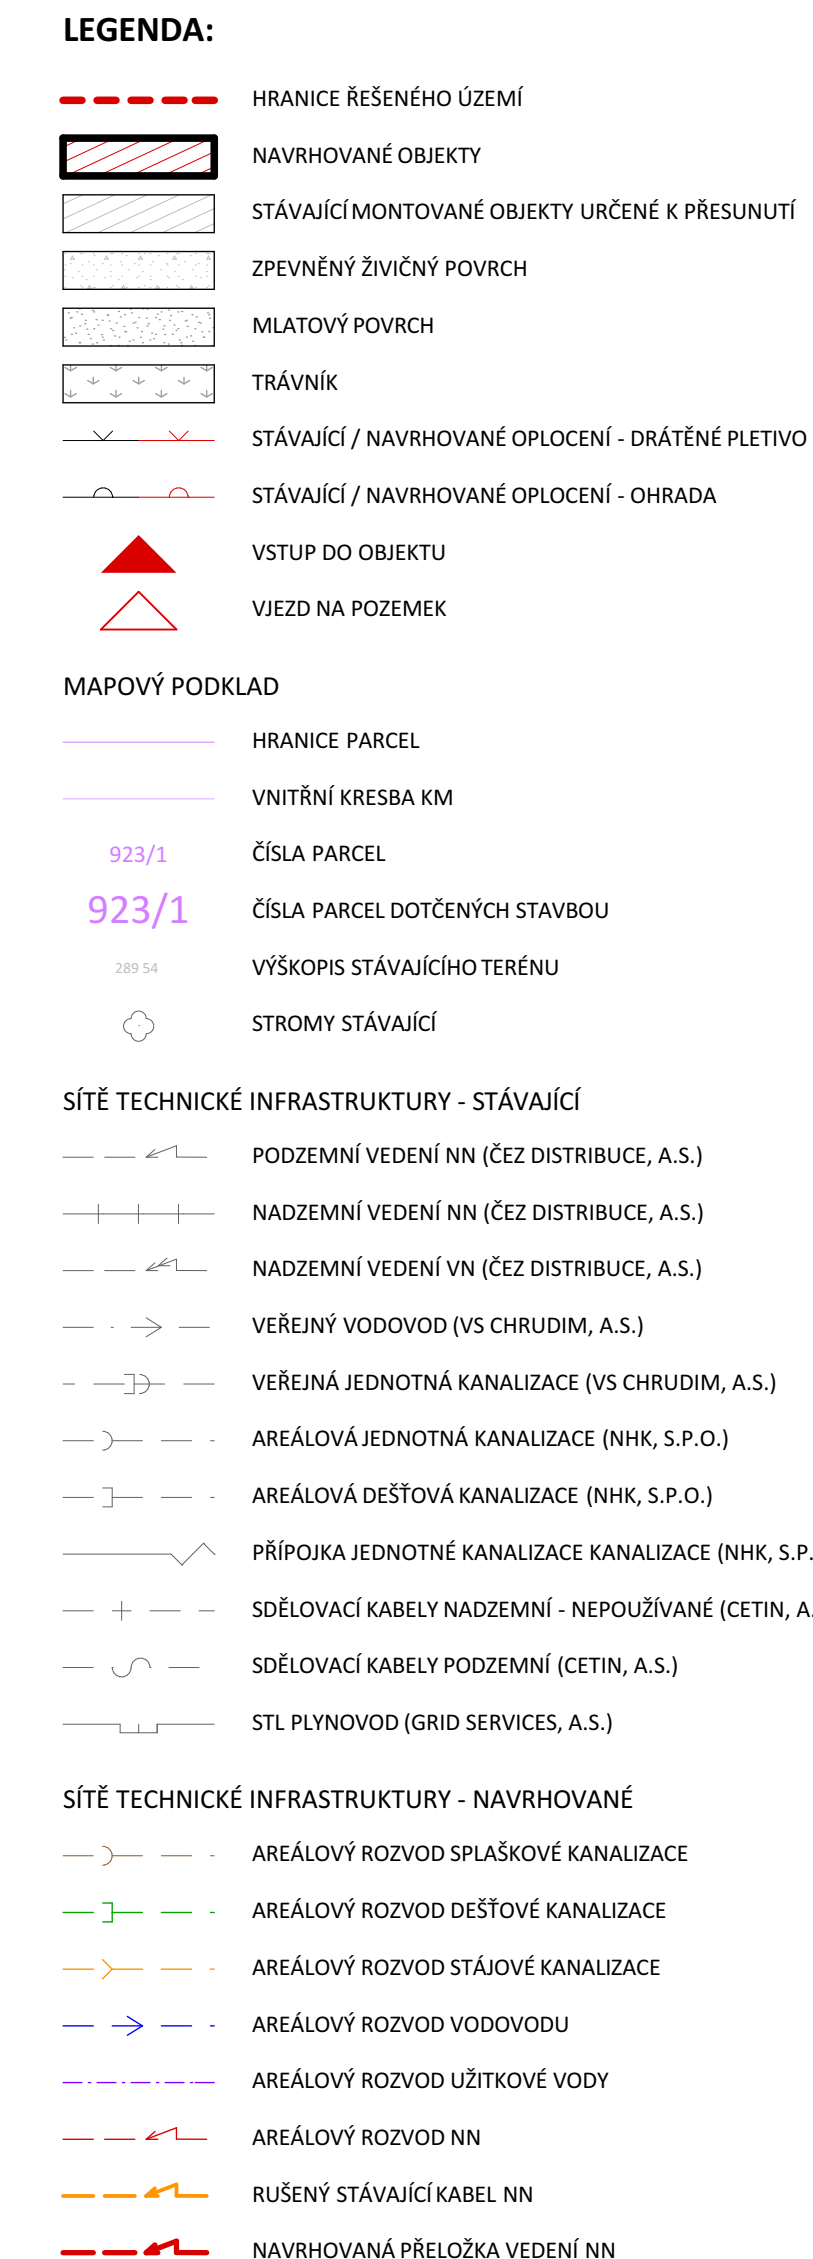 LEGENDA:
HRANICE ŘEŠENÉHO ÚZEMÍ
NAVRHOVANÉ OBJEKTY
STÁVAJÍCÍ MONTOVANÉ OBJEKTY URČENÉ K PŘESUNUTÍ
ZPEVNĚNÝ ŽIVIČNÝ POVRCH
MLATOVÝ POVRCH
TRÁVNÍK
STÁVAJÍCÍ / NAVRHOVANÉ OPLOCENÍ - DRÁTĚNÉ PLETIVO
STÁVAJÍCÍ / NAVRHOVANÉ OPLOCENÍ - OHRADA
VSTUP DO OBJEKTU
VJEZD NA POZEMEK
MAPOVÝ PODKLAD
HRANICE PARCEL
VNITŘNÍ KRESBA KM
923/1 ČÍSLA PARCEL
923/1 ČÍSLA PARCEL DOTČENÝCH STAVBOU
289 54 VÝŠKOPIS STÁVAJÍCÍHO TERÉNU
STROMY STÁVAJÍCÍ
SÍTĚ TECHNICKÉ INFRASTRUKTURY - STÁVAJÍCÍ
PODZEMNÍ VEDENÍ NN (ČEZ DISTRIBUCE, A.S.)
NADZEMNÍ VEDENÍ NN (ČEZ DISTRIBUCE, A.S.)
NADZEMNÍ VEDENÍ VN (ČEZ DISTRIBUCE, A.S.)
VEŘEJNÝ VODOVOD (VS CHRUDIM, A.S.)
VEŘEJNÁ JEDNOTNÁ KANALIZACE (VS CHRUDIM, A.S.)
AREÁLOVÁ JEDNOTNÁ KANALIZACE (NHK, S.P.O.)
AREÁLOVÁ DEŠŤOVÁ KANALIZACE (NHK, S.P.O.)
PŘÍPOJKA JEDNOTNÉ KANALIZACE KANALIZACE (NHK, S.P.
SDĚLOVACÍ KABELY NADZEMNÍ - NEPOUŽÍVANÉ (CETIN, A.
SDĚLOVACÍ KABELY PODZEMNÍ (CETIN, A.S.)
STL PLYNOVOD (GRID SERVICES, A.S.)
SÍTĚ TECHNICKÉ INFRASTRUKTURY - NAVRHOVANÉ
AREÁLOVÝ ROZVOD SPLAŠKOVÉ KANALIZACE
AREÁLOVÝ ROZVOD DEŠŤOVÉ KANALIZACE
AREÁLOVÝ ROZVOD STÁJOVÉ KANALIZACE
AREÁLOVÝ ROZVOD VODOVODU
AREÁLOVÝ ROZVOD UŽITKOVÉ VODY
AREÁLOVÝ ROZVOD NN
RUŠENÝ STÁVAJÍCÍ KABEL NN
NAVRHOVANÁ PŘELOŽKA VEDENÍ NN